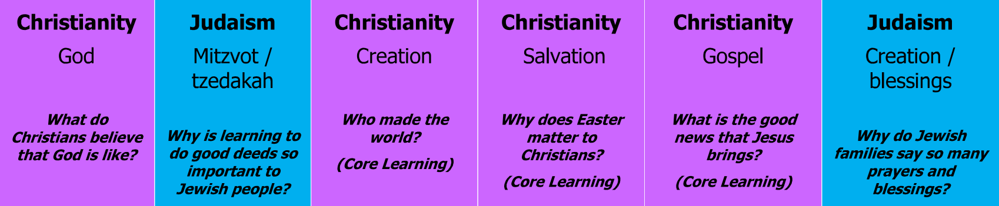 Christianity
God
What do
Christians believe
that God is like?
Judaism
Mitzvot /
tzedakah
Why is learning to
do good deeds so
important to
Jewish people?
Christianity
Creation
Who made the
world?
(Core Learning)
Christianity
Salvation
Why does Easter
matter to
Christians?
(Core Learning)
Christianity
Gospel
What is the good
news that Jesus
brings?
(Core Learning)
Judaism
Creation /
blessings
Why do Jewish
families say so many
prayers and
blessings?